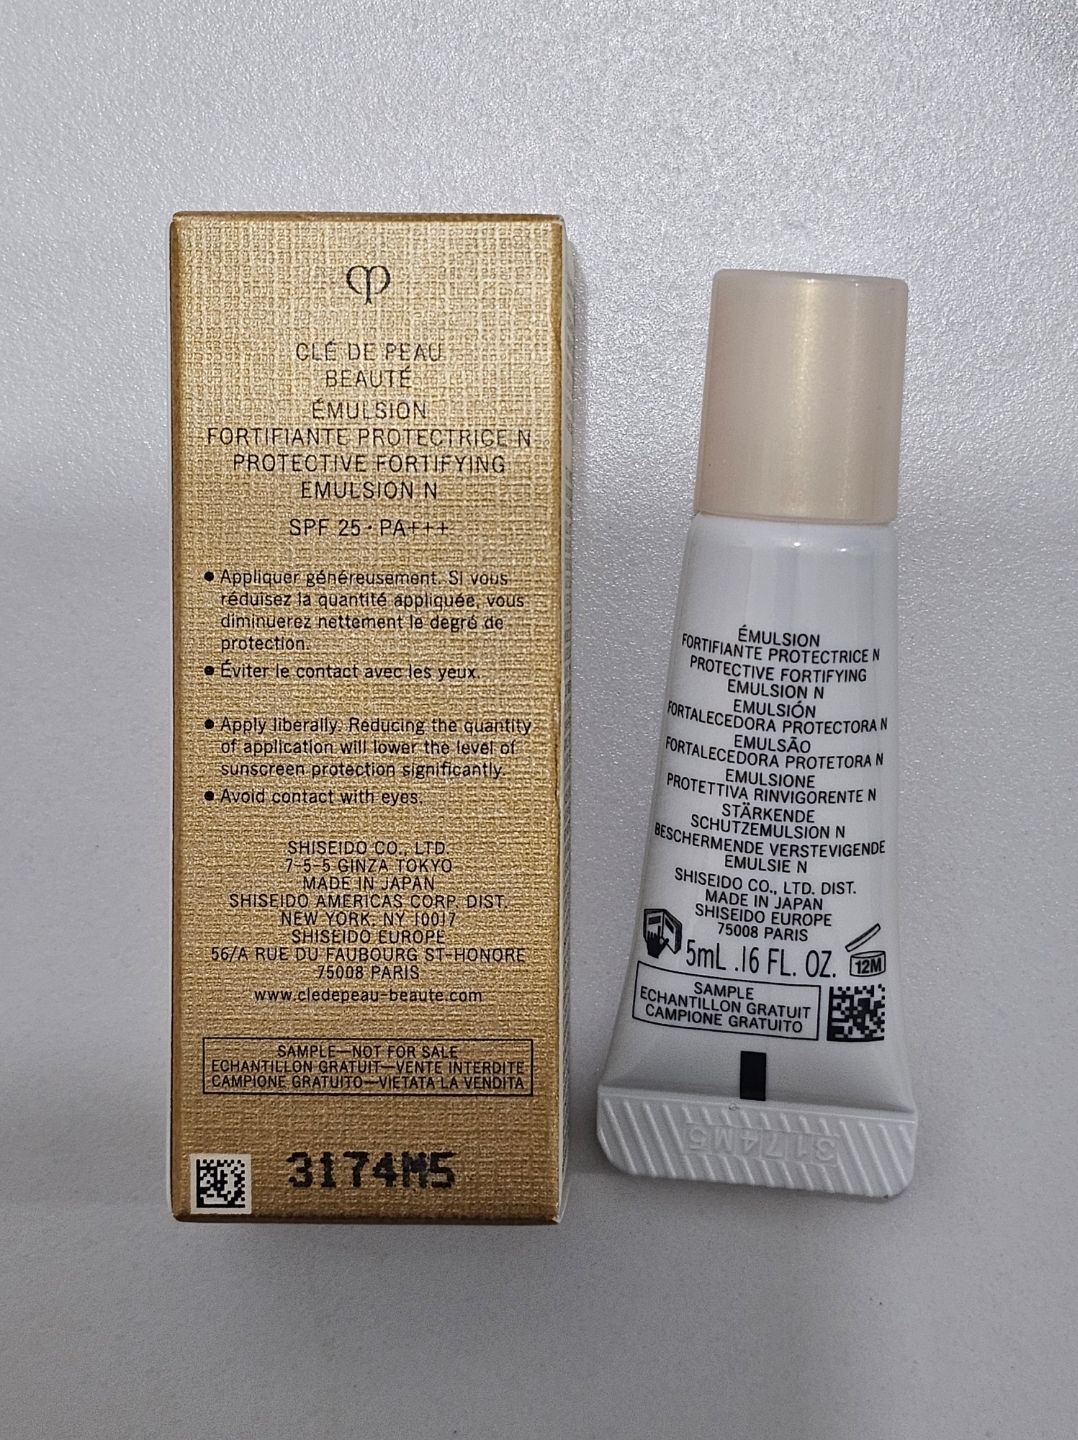 CLÉ DE PEAU
BEAUTÉ
ÉMULSION
FORTIFIANTE PROTECTRICE N
PROTECTIVE FORTIFYING
EMULSION N
SPF 25・PA+++
● Appliquer généreusement. Si vous
réduisez la quantité appliquée, vous
diminuerez nettement le degré de
protection.
● Éviter le contact avec les yeux.
● Apply liberally. Reducing the quantity
of application will lower the level of
sunscreen protection significantly.
● Avoid contact with eyes.
SHISEIDO CO., LTD.
7-5-5 GINZA TOKYO
MADE IN JAPAN
SHISEIDO AMERICAS CORP. DIST.
NEW YORK, NY 10017
SHISEIDO EUROPE
56/A RUE DU FAUBOURG ST-HONORE
75008 PARIS
www.cledepeau-beaute.com
SAMPLE—NOT FOR SALE
ECHANTILLON GRATUIT—VENTE INTERDITE
CAMPIONE GRATUITO—VIETATA LA VENDITA
3174M5
ÉMULSION
FORTIFIANTE PROTECTRICE N
PROTECTIVE FORTIFYING
EMULSION N
EMULSIÓN
FORTALECEDORA PROTECTORA N
EMULSÃO
FORTALECEDORA PROTETORA N
EMULSIONE
PROTETTIVA RINVIGORENTE N
STÄRKENDE
SCHUTZEMULSION N
BESCHERMENDE VERSTEVIGENDE
EMULSIE N
SHISEIDO CO., LTD. DIST.
MADE IN JAPAN
SHISEIDO EUROPE
75008 PARIS
5mL .16 FL. OZ.
12M
SAMPLE
ECHANTILLON GRATUIT
CAMPIONE GRATUITO
3174M5